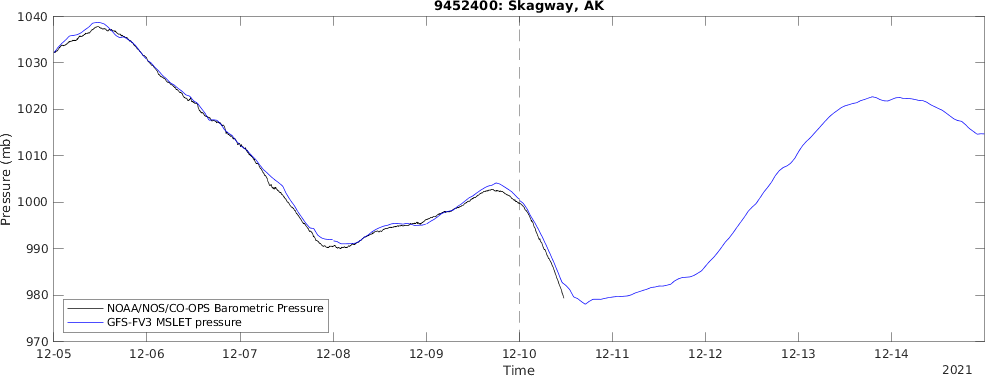 9452400: Skagway, AK
1040
1030
1020
1010
1000
990
980
970
Pressure (mb)
NOAA/NOS/CO-OPS Barometric Pressure
GFS-FV3 MSLET pressure
12-05 12-06 12-07 12-08 12-09 12-10 12-11 12-12 12-13 12-14
Time
2021